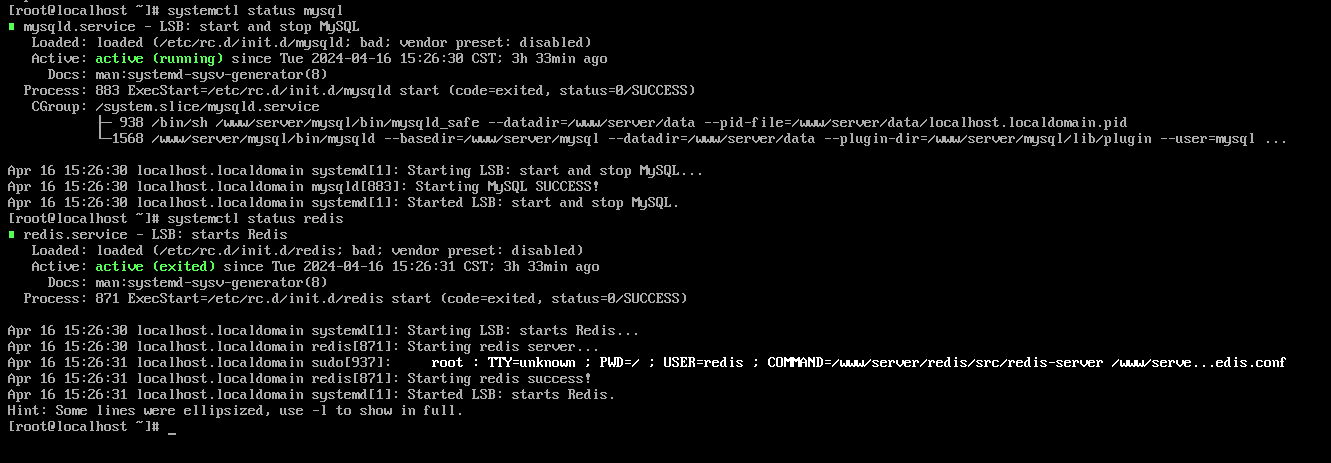 [root@localhost ~]# systemctl status mysql
mysqld.service - LSB: start and stop MySQL
   Loaded: loaded (/etc/rc.d/init.d/mysqld; bad; vendor preset: disabled)
   Active: active (running) since Tue 2024-04-16 15:26:30 CST; 3h 33min ago
     Docs: man:systemd-sysv-generator(8)
  Process: 883 ExecStart=/etc/rc.d/init.d/mysqld start (code=exited, status=0/SUCCESS)
   CGroup: /system.slice/mysqld.service
           ├─ 938 /bin/sh /www/server/mysql/bin/mysqld_safe --datadir=/www/server/data --pid-file=/www/server/data/localhost.localdomain.pid
           └─1568 /www/server/mysql/bin/mysqld --basedir=/www/server/mysql --datadir=/www/server/data --plugin-dir=/www/server/mysql/lib/plugin --user=mysql ...
Apr 16 15:26:30 localhost.localdomain systemd[1]: Starting LSB: start and stop MySQL...
Apr 16 15:26:30 localhost.localdomain mysqld[883]: Starting MySQL SUCCESS!
Apr 16 15:26:30 localhost.localdomain systemd[1]: Started LSB: start and stop MySQL.
[root@localhost ~]# systemctl status redis
redis.service - LSB: starts Redis
   Loaded: loaded (/etc/rc.d/init.d/redis; bad; vendor preset: disabled)
   Active: active (exited) since Tue 2024-04-16 15:26:31 CST; 3h 33min ago
     Docs: man:systemd-sysv-generator(8)
  Process: 871 ExecStart=/etc/rc.d/init.d/redis start (code=exited, status=0/SUCCESS)
Apr 16 15:26:30 localhost.localdomain systemd[1]: Starting LSB: starts Redis...
Apr 16 15:26:30 localhost.localdomain redis[871]: Starting redis server...
Apr 16 15:26:31 localhost.localdomain sudo[937]:     root : TTY=unknown ; PWD=/ ; USER=redis ; COMMAND=/www/server/redis/src/redis-server /www/serve...edis.conf
Apr 16 15:26:31 localhost.localdomain redis[871]: Starting redis success!
Apr 16 15:26:31 localhost.localdomain systemd[1]: Started LSB: starts Redis.
Hint: Some lines were ellipsized, use -l to show in full.
[root@localhost ~]# _